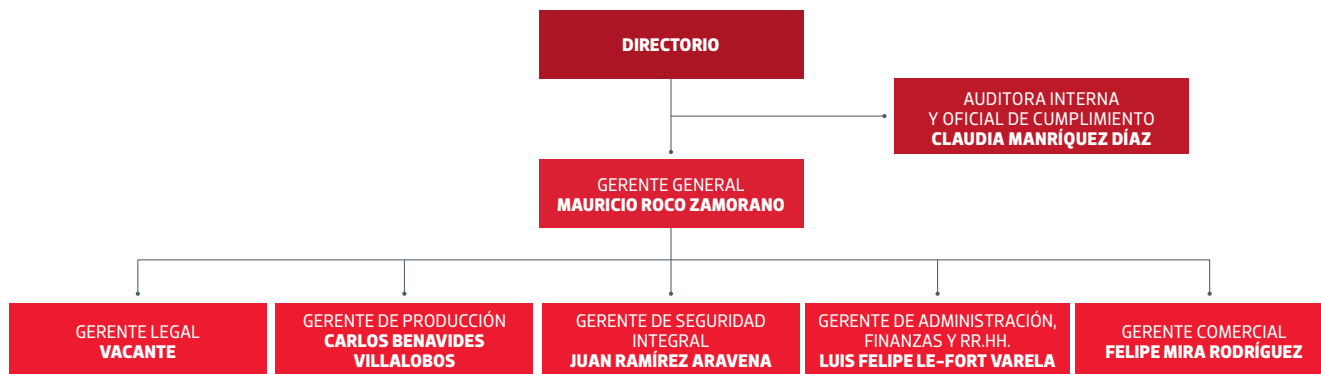 DIRECTORIO
AUDITORA INTERNA
Y OFICIAL DE CUMPLIMIENTO
CLAUDIA MANRÍQUEZ DÍAZ
GERENTE GENERAL
MAURICIO ROCO ZAMORANO
GERENTE LEGAL
VACANTE
GERENTE DE PRODUCCIÓN
CARLOS BENAVIDES
VILLALOBOS
GERENTE DE SEGURIDAD
INTEGRAL
JUAN RAMÍREZ ARAVENA
GERENTE DE ADMINISTRACIÓN,
FINANZAS Y RR.HH.
LUIS FELIPE LE-FORT VARELA
GERENTE COMERCIAL
FELIPE MIRA RODRÍGUEZ